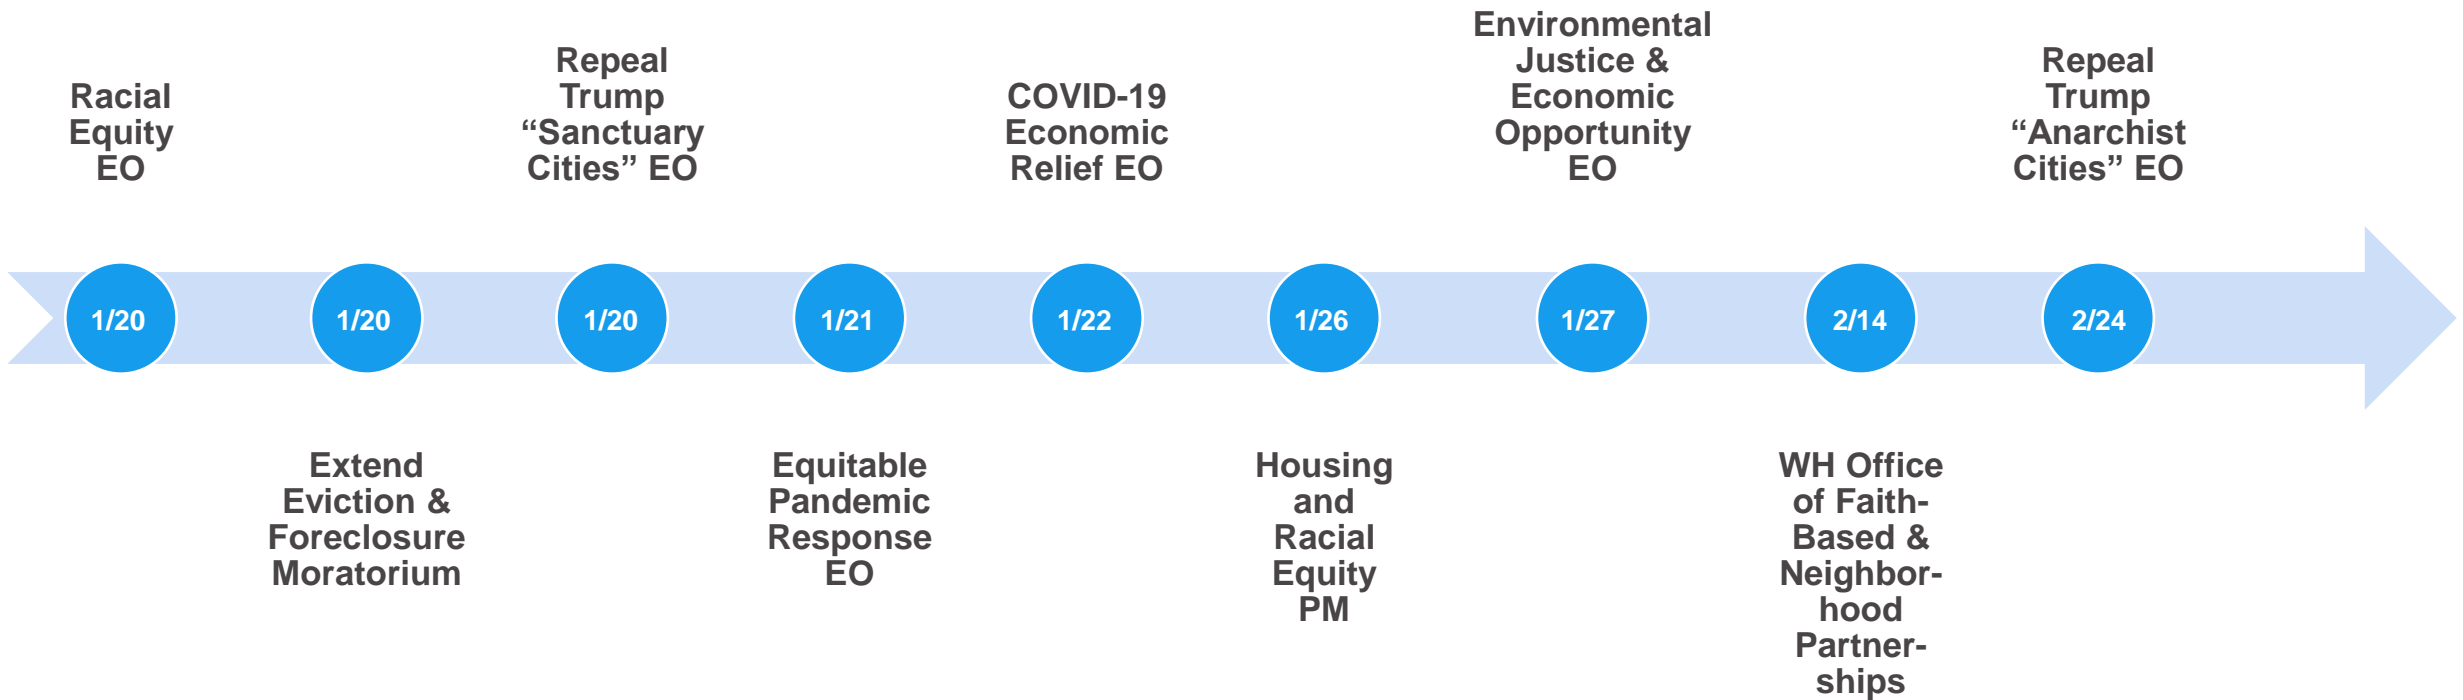 Racial
Equity
EO
Repeal
Trump
“Sanctuary
Cities” EO
COVID-19
Economic
Relief EO
Environmental
Justice &
Economic
Opportunity
EO
Repeal
Trump
“Anarchist
Cities” EO
1/20
1/20
1/20
1/21
1/22
1/26
1/27
2/14
2/24
Extend
Eviction &
Foreclosure
Moratorium
Equitable
Pandemic
Response
EO
Housing
and
Racial
Equity
PM
WH Office
of Faith-
Based &
Neighbor-
hood
Partner-
ships